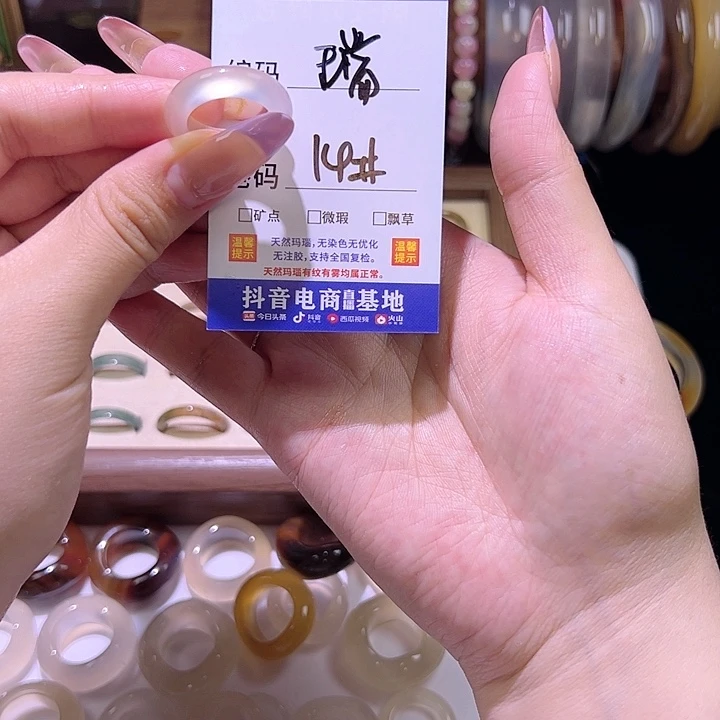 编码 瑞
码 14#
矿点 微瑕 飘草
温馨提示
天然玛瑙,无染色无优化
无注胶,支持全国复检。
温馨提示
天然玛瑙有纹有雾均属正常。
抖音电商直播基地
今日头条 抖音 西瓜视频 火山